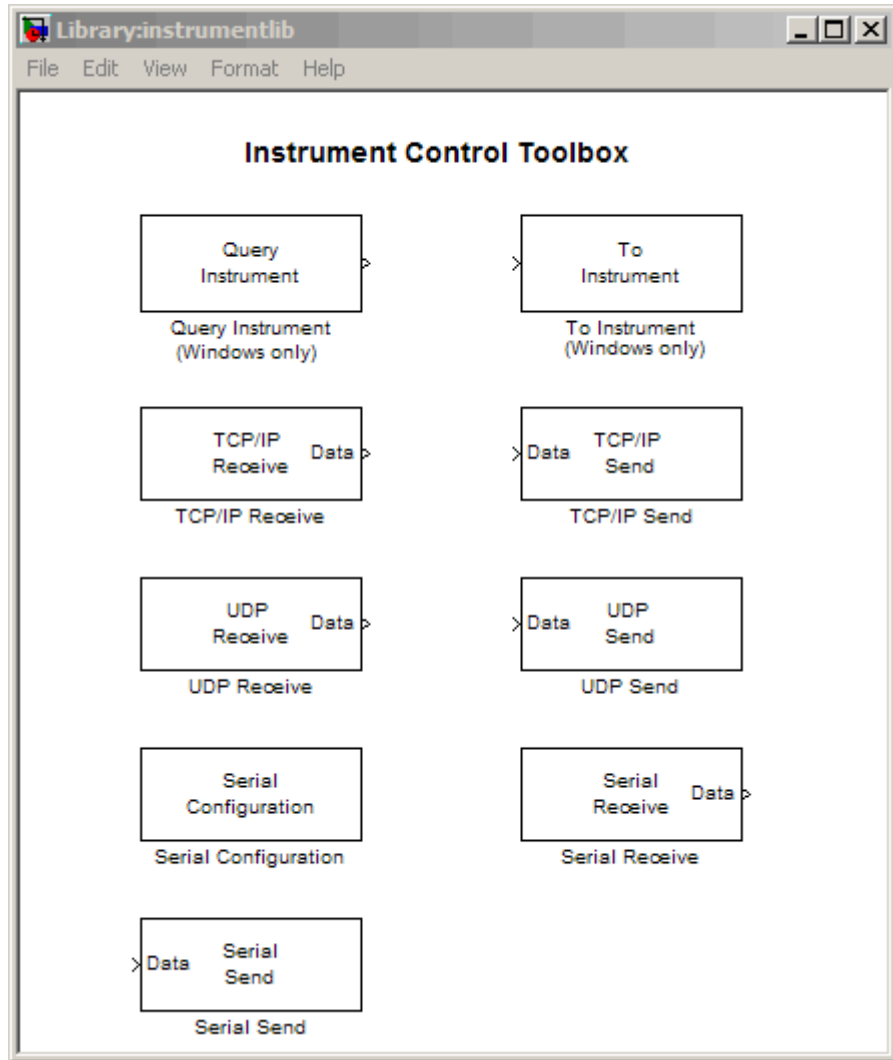 Library:instrumentlib
File Edit View Format Help
Instrument Control Toolbox
Query
Instrument
Query Instrument
(Windows only)
To
Instrument
To Instrument
(Windows only)
TCP/IP
Receive
Data
TCP/IP Receive
Data
TCP/IP
Send
TCP/IP Send
UDP
Receive
Data
UDP Receive
Data
UDP
Send
UDP Send
Serial
Configuration
Serial Configuration
Serial
Receive
Data
Serial Receive
Data
Serial
Send
Serial Send